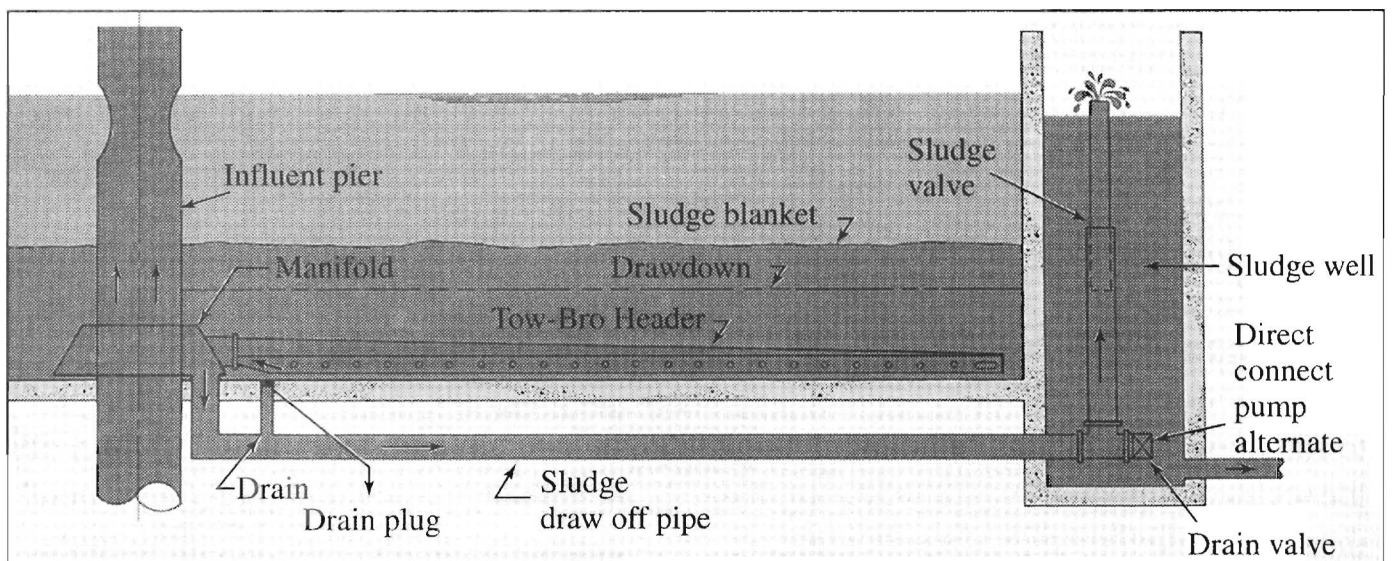 Influent pier
Sludge
valve
Sludge blanket
Manifold
Drawdown
Sludge well
Tow-Bro Header
Direct
connect
pump
alternate
Drain
Sludge
draw off pipe
Drain plug
Drain valve